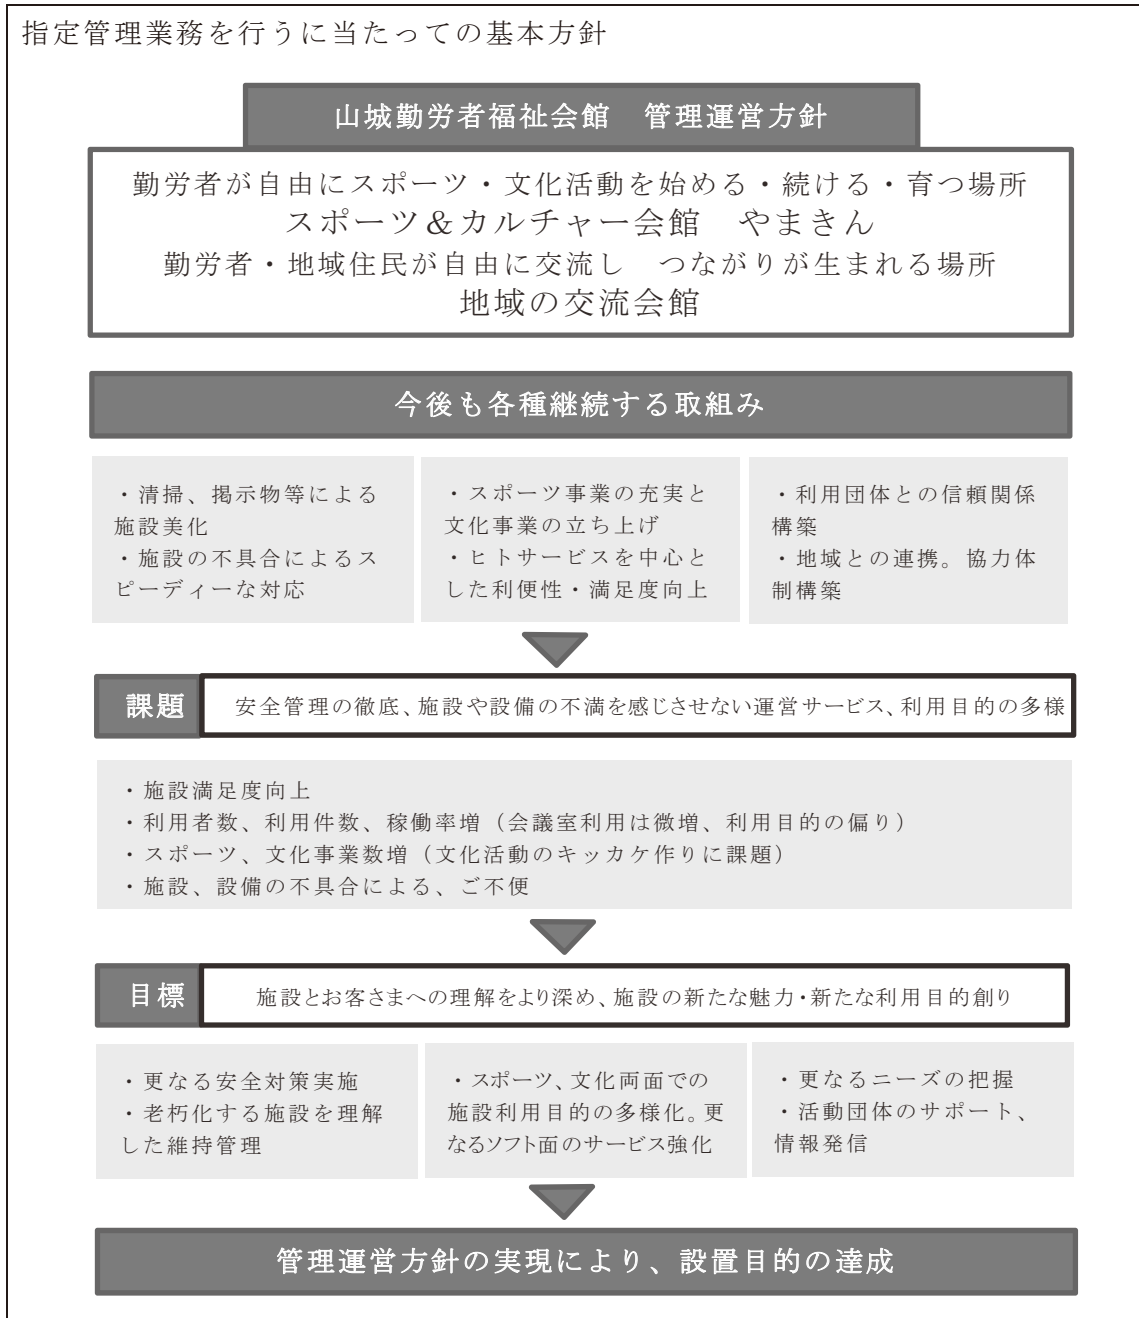 指定管理業務を行うに当たっての基本方針
山城勤労者福祉会館　管理運営方針
勤労者が自由にスポーツ・文化活動を始める・続ける・育つ場所
スポーツ＆カルチャー会館　やまきん
勤労者・地域住民が自由に交流し　つながりが生まれる場所
地域の交流会館
今後も各種継続する取組み
・清掃、掲示物等による
施設美化
・施設の不具合によるス
ピーディーな対応
・スポーツ事業の充実と
文化事業の立ち上げ
・ヒトサービスを中心と
した利便性・満足度向上
・利用団体との信頼関係
構築
・地域との連携。協力体
制構築
課題
安全管理の徹底、施設や設備の不満を感じさせない運営サービス、利用目的の多様
・施設満足度向上
・利用者数、利用件数、稼働率増（会議室利用は微増、利用目的の偏り）
・スポーツ、文化事業数増（文化活動のキッカケ作りに課題）
・施設、設備の不具合による、ご不便
目標
施設とお客さまへの理解をより深め、施設の新たな魅力・新たな利用目的創り
・更なる安全対策実施
・老朽化する施設を理解
した維持管理
・スポーツ、文化両面での
施設利用目的の多様化。更
なるソフト面のサービス強化
・更なるニーズの把握
・活動団体のサポート、
情報発信
管理運営方針の実現により、設置目的の達成